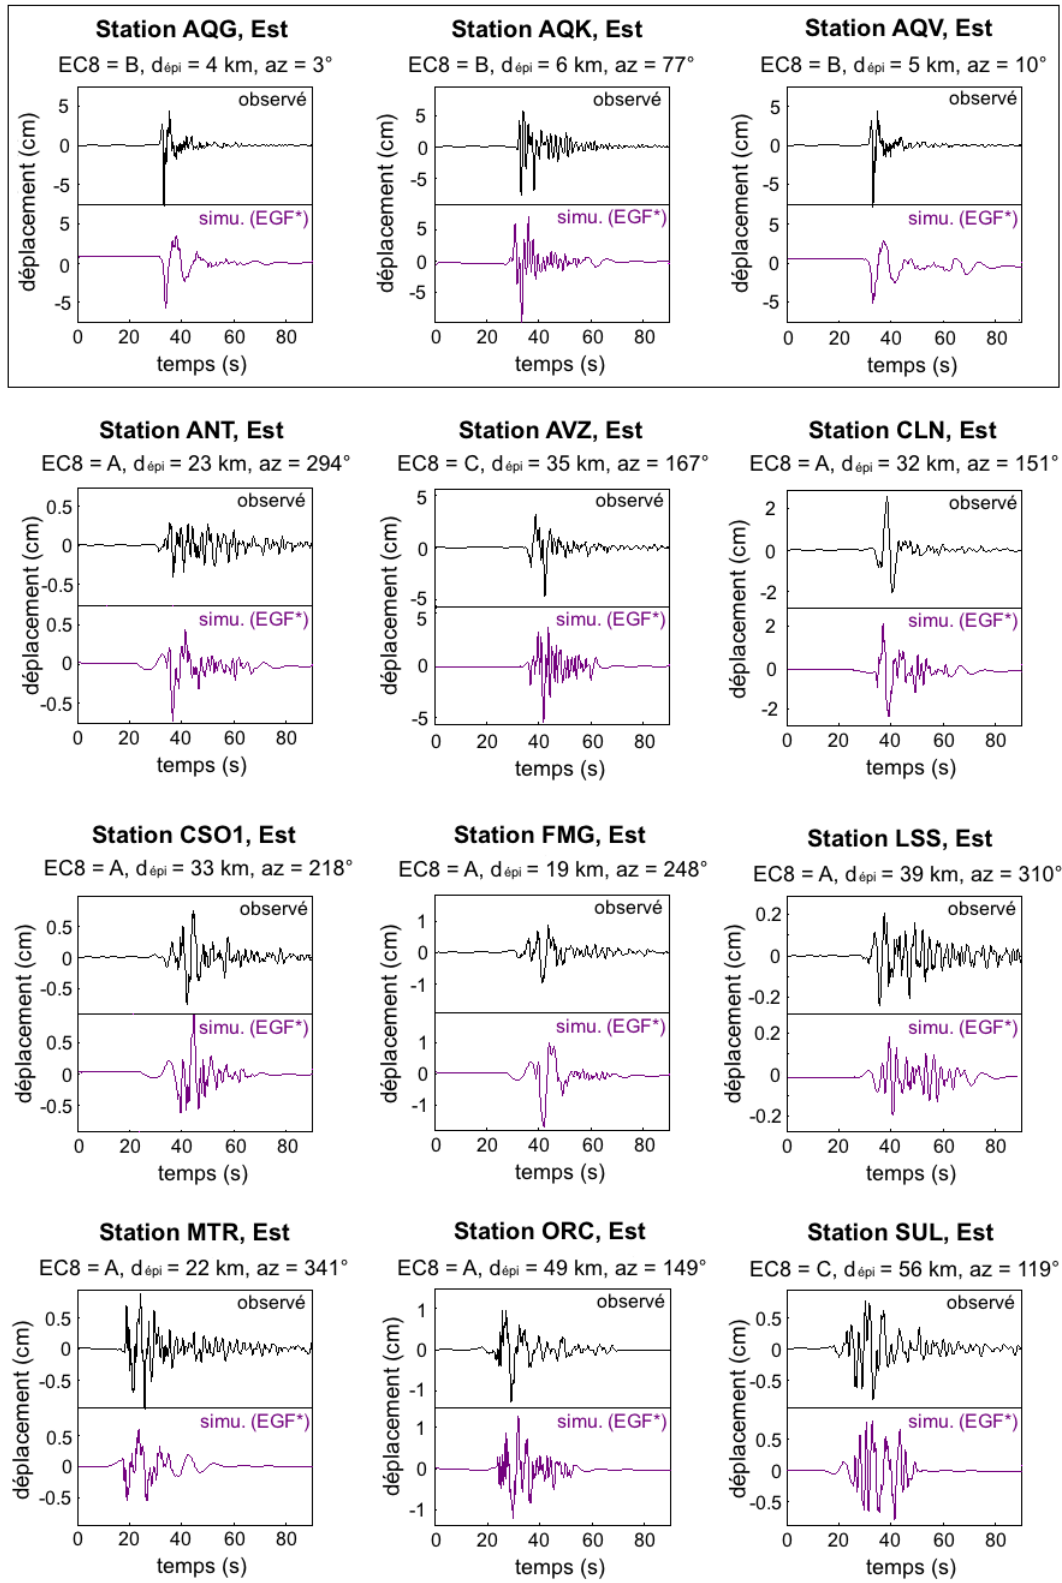 Station AQG, Est
EC8 = B, dépi = 4 km, az = 3°
observé
5
0
-5
simu. (EGF*)
5
0
-5
déplacement (cm)
0 20 40 60 80
temps (s)
Station AQK, Est
EC8 = B, dépi = 6 km, az = 77°
observé
5
0
-5
simu. (EGF*)
5
0
-5
déplacement (cm)
0 20 40 60 80
temps (s)
Station AQV, Est
EC8 = B, dépi = 5 km, az = 10°
observé
5
0
-5
simu. (EGF*)
5
0
-5
déplacement (cm)
0 20 40 60 80
temps (s)
Station ANT, Est
EC8 = A, dépi = 23 km, az = 294°
observé
0.5
0
-0.5
simu. (EGF*)
0.5
0
-0.5
déplacement (cm)
0 20 40 60 80
temps (s)
Station AVZ, Est
EC8 = C, dépi = 35 km, az = 167°
observé
5
0
-5
simu. (EGF*)
5
0
-5
déplacement (cm)
0 20 40 60 80
temps (s)
Station CLN, Est
EC8 = A, dépi = 32 km, az = 151°
observé
2
0
-2
simu. (EGF*)
2
0
-2
déplacement (cm)
0 20 40 60 80
temps (s)
Station CSO1, Est
EC8 = A, dépi = 33 km, az = 218°
observé
0.5
0
-0.5
simu. (EGF*)
0.5
0
-0.5
déplacement (cm)
0 20 40 60 80
temps (s)
Station FMG, Est
EC8 = A, dépi = 19 km, az = 248°
observé
1
0
-1
simu. (EGF*)
1
0
-1
déplacement (cm)
0 20 40 60 80
temps (s)
Station LSS, Est
EC8 = A, dépi = 39 km, az = 310°
observé
0.2
0
-0.2
simu. (EGF*)
0.2
0
-0.2
déplacement (cm)
0 20 40 60 80
temps (s)
Station MTR, Est
EC8 = A, dépi = 22 km, az = 341°
observé
0.5
0
-0.5
simu. (EGF*)
0.5
0
-0.5
déplacement (cm)
0 20 40 60 80
temps (s)
Station ORC, Est
EC8 = A, dépi = 49 km, az = 149°
observé
1
0
-1
simu. (EGF*)
1
0
-1
déplacement (cm)
0 20 40 60 80
temps (s)
Station SUL, Est
EC8 = C, dépi = 56 km, az = 119°
observé
0.5
0
-0.5
simu. (EGF*)
0.5
0
-0.5
déplacement (cm)
0 20 40 60 80
temps (s)